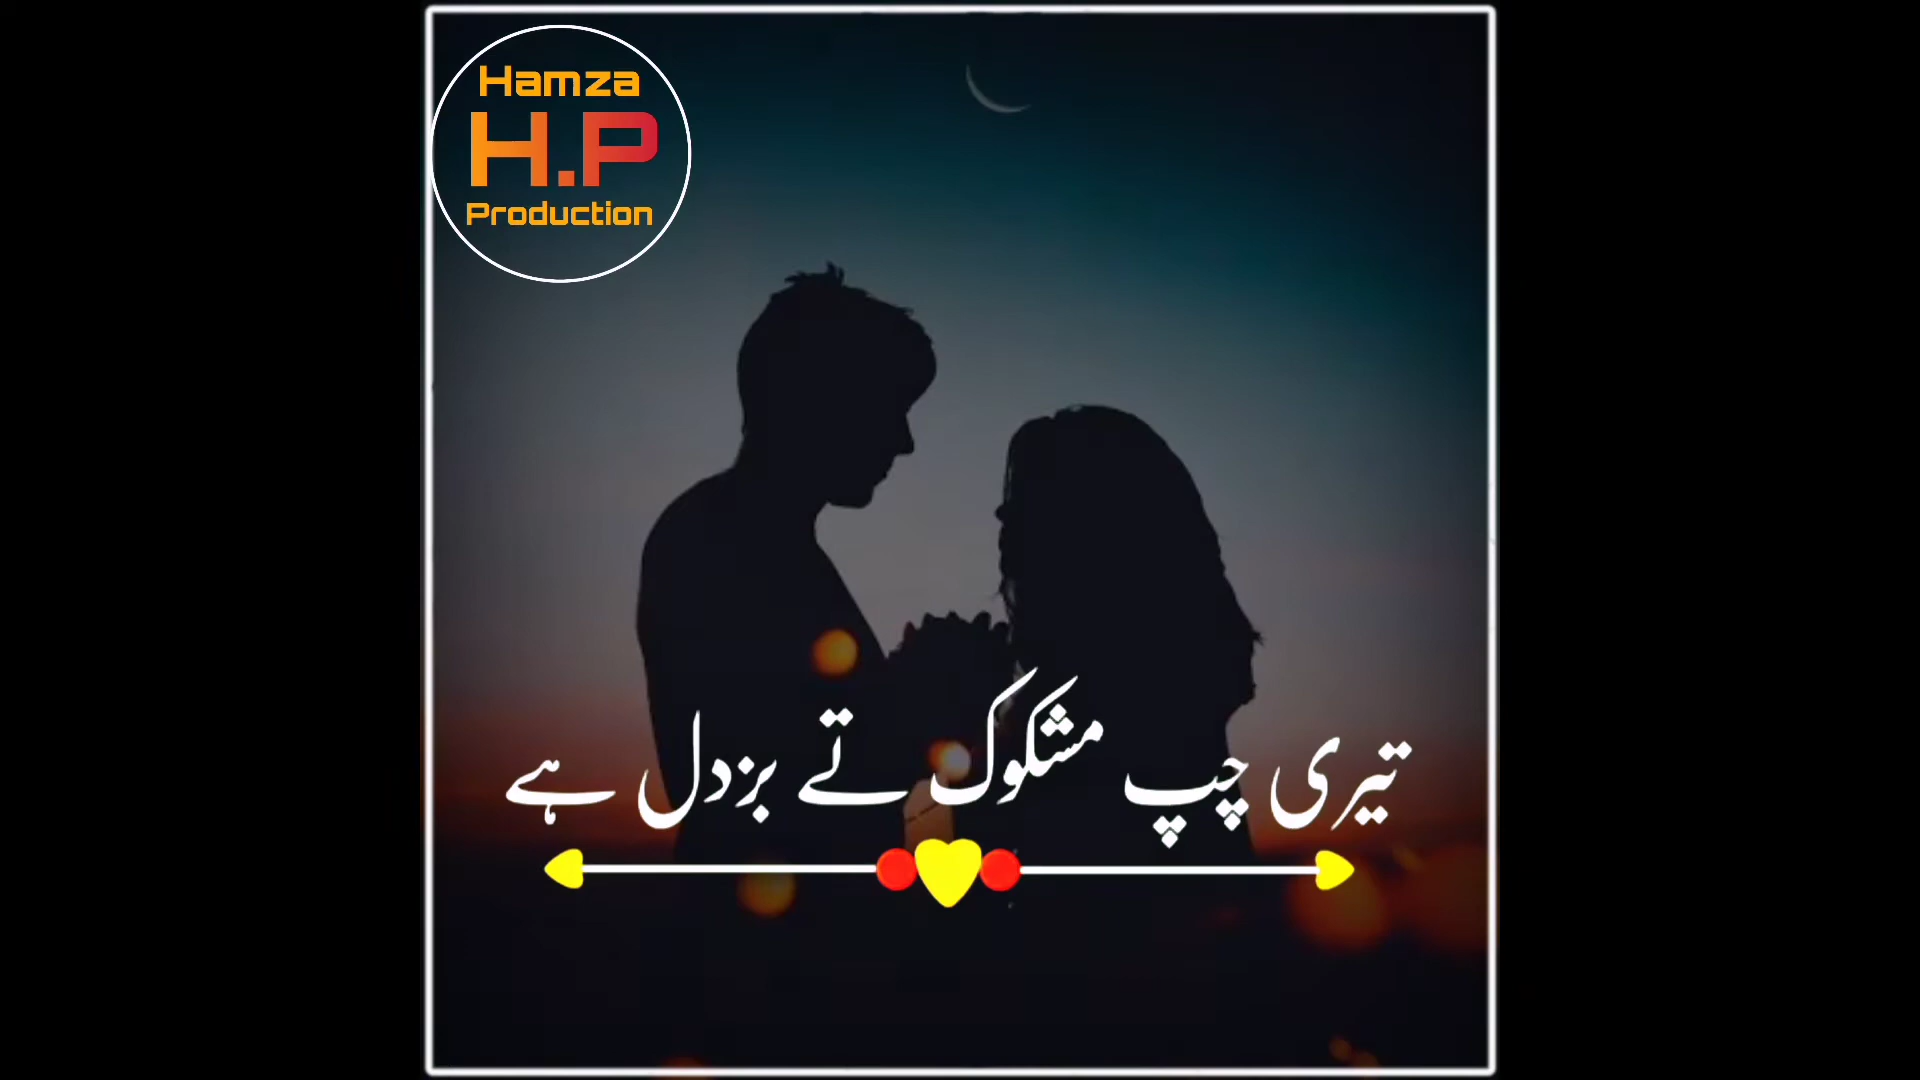 Hamza
H.P
Production
تیری چپ مشکوک تے بزدل ہے